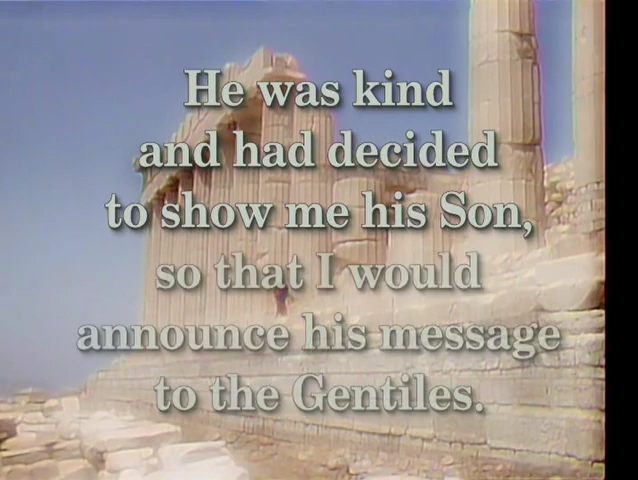 He was kind
and had decided
to show me his Son,
so that I would
announce his message
to the Gentiles.